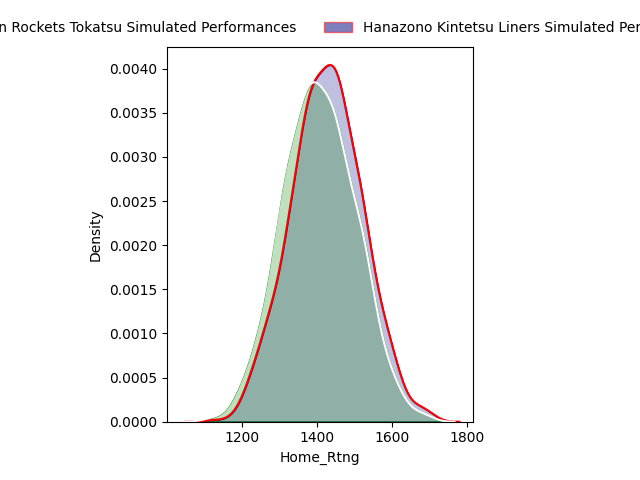 Rockets Tokatsu Simulated Performances
Hanazono Kintetsu Liners Simulated
0.0040
0.0035
0.0030
0.0025
0.0020
0.0015
0.0010
0.0005
0.0000
Density
1200 1400 1600 1800
Home_Rtng